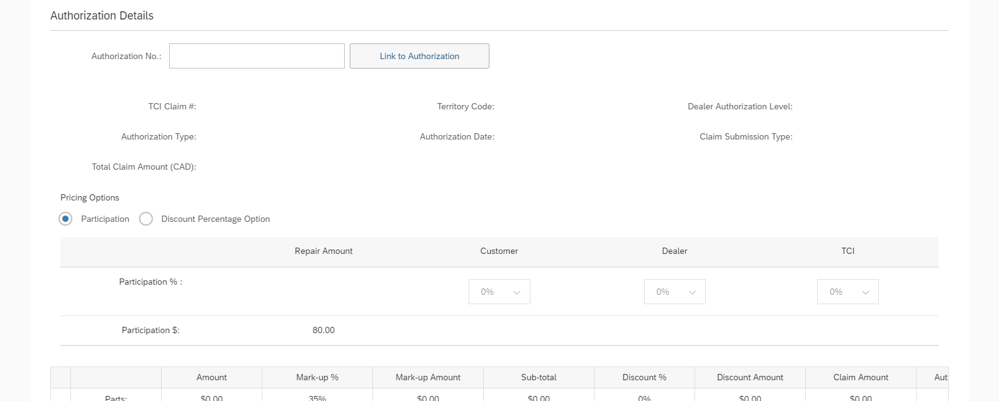 Authorization Details
Authorization No.:
Link to Authorization
TCI Claim #: Territory Code: Dealer Authorization Level:
Authorization Type: Authorization Date: Claim Submission Type:
Total Claim Amount (CAD):
Pricing Options
Participation Discount Percentage Option
Repair Amount Customer Dealer TCI
Participation % : 0% 0% 0%
Participation $: 80.00
Amount Mark-up % Mark-up Amount Sub-total Discount % Discount Amount Claim Amount Aut
Parts: $0.00 35% $0.00 $0.00 0% $0.00 $0.00